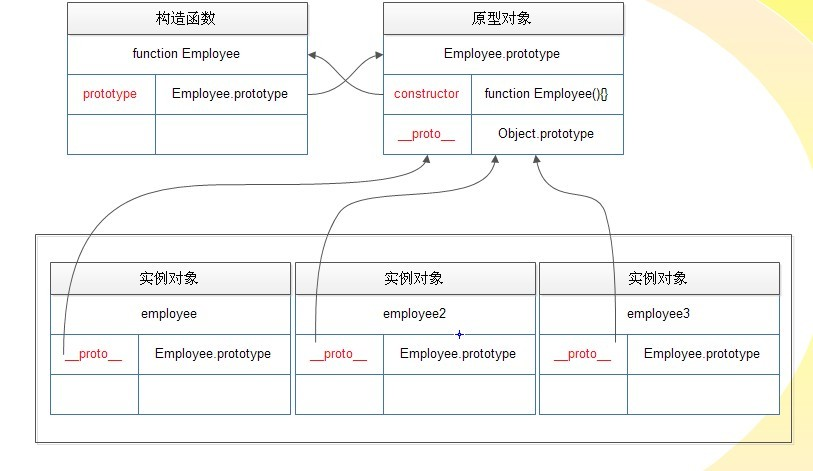 构造函数
function Employee
prototype Employee.prototype
原型对象
Employee.prototype
constructor function Employee(){}
__proto__ Object.prototype
实例对象
employee
__proto__ Employee.prototype
实例对象
employee2
__proto__ Employee.prototype
实例对象
employee3
__proto__ Employee.prototype